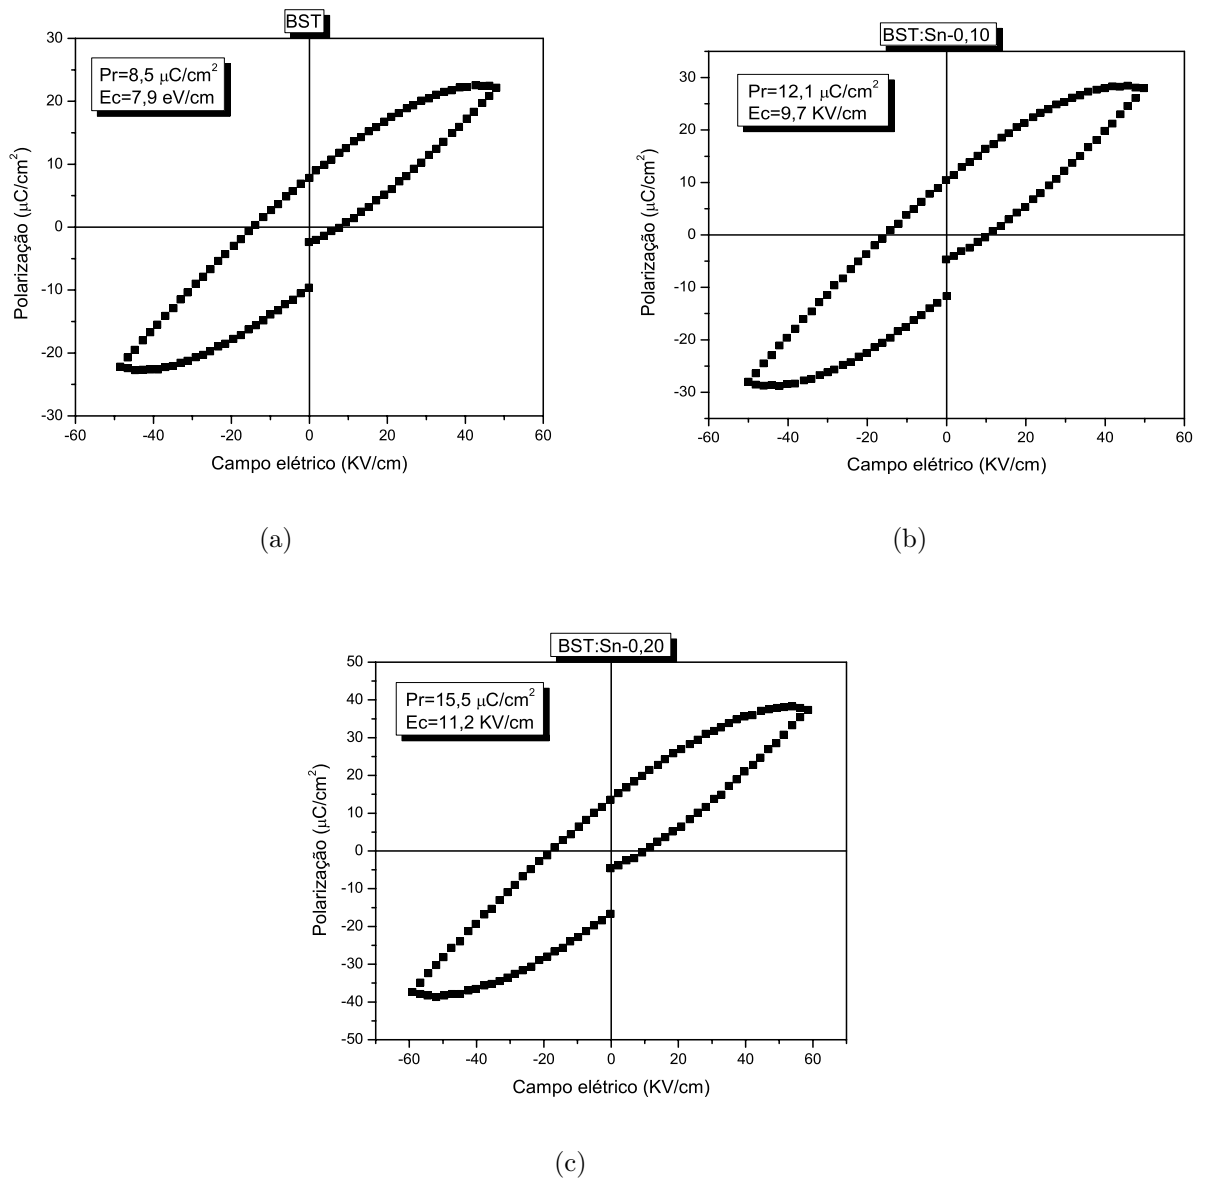 BST
Pr=8,5 μC/cm²
Ec=7,9 eV/cm
30
20
10
0
-10
-20
-30
Polarização (μC/cm²)
-60 -40 -20 0 20 40 60
Campo elétrico (KV/cm)
(a)
BST:Sn-0,10
Pr=12,1 μC/cm²
Ec=9,7 KV/cm
30
20
10
0
-10
-20
-30
Polarização (μC/cm²)
-60 -40 -20 0 20 40 60
Campo elétrico (KV/cm)
(b)
BST:Sn-0,20
Pr=15,5 μC/cm²
Ec=11,2 KV/cm
50
40
30
20
10
0
-10
-20
-30
-40
-50
Polarização (μC/cm²)
-60 -40 -20 0 20 40 60
Campo elétrico (KV/cm)
(c)